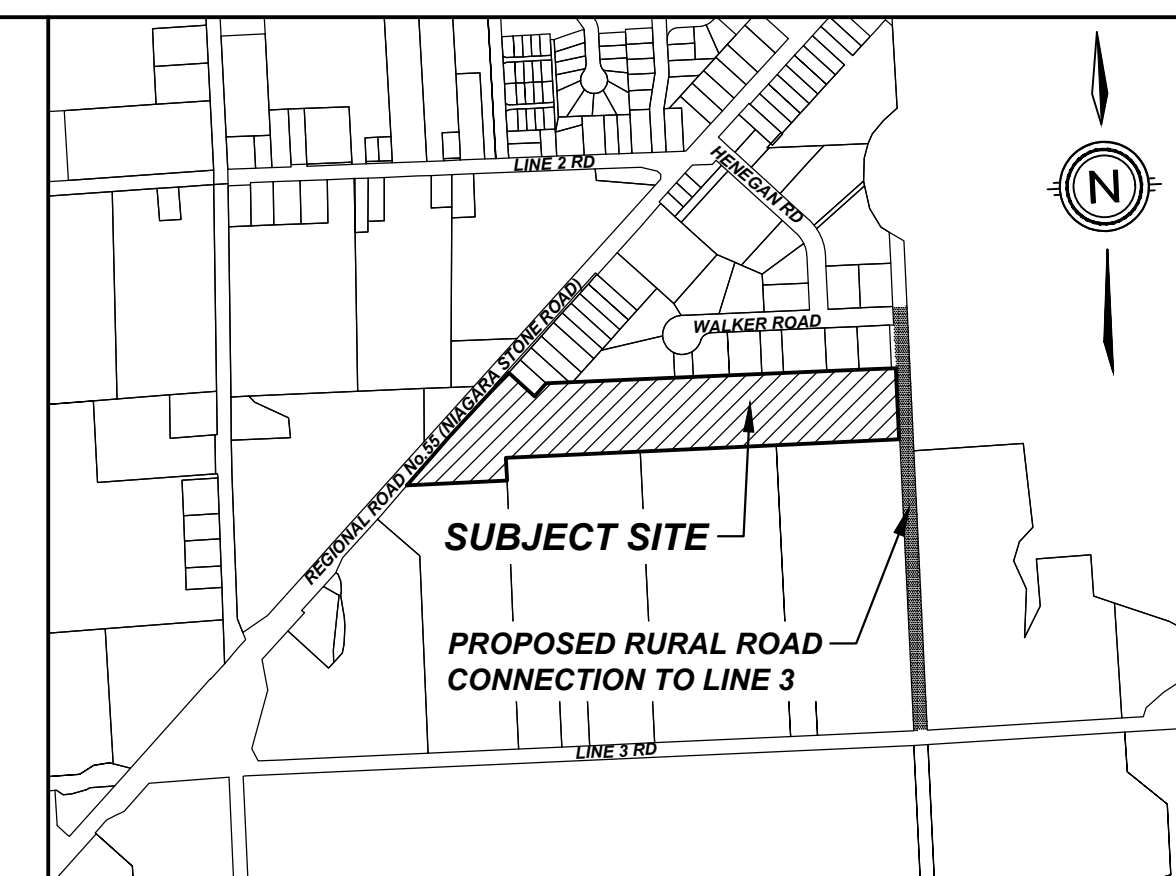 LINE 2 RD
HENEGAN RD
N
REGIONAL ROAD No.55 (NIAGARA STONE ROAD)
WALKER ROAD
SUBJECT SITE
PROPOSED RURAL ROAD
CONNECTION TO LINE 3
LINE 3 RD